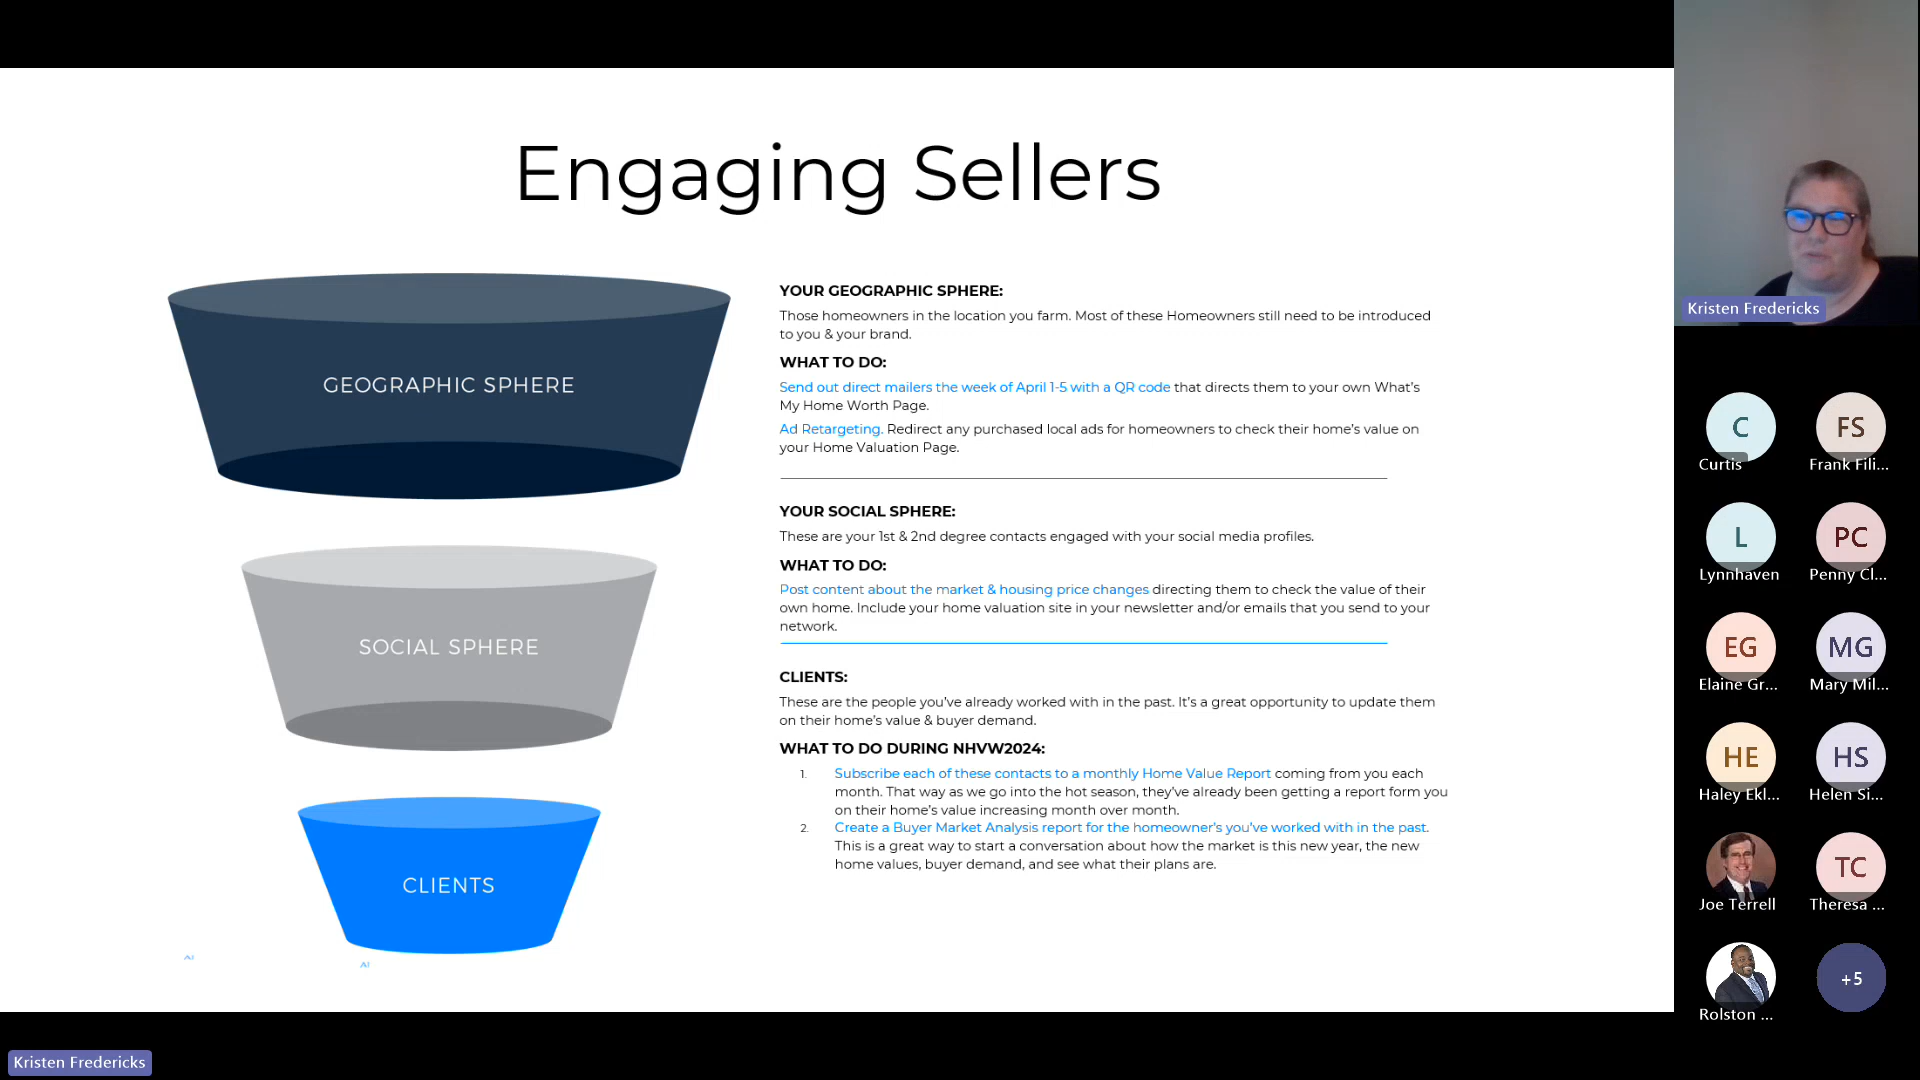 Engaging Sellers
GEOGRAPHIC SPHERE
SOCIAL SPHERE
CLIENTS
YOUR GEOGRAPHIC SPHERE:
Those homeowners in the location you farm. Most of these Homeowners still need to be introduced
to you & your brand.
WHAT TO DO:
Send out direct mailers the week of April 1-5 with a QR code that directs them to your own What's
My Home Worth Page.
Ad Retargeting. Redirect any purchased local ads for homeowners to check their home's value on
your Home Valuation Page.
YOUR SOCIAL SPHERE:
These are your 1st & 2nd degree contacts engaged with your social media profiles.
WHAT TO DO:
Post content about the market & housing price changes directing them to check the value of their
own home. Include your home valuation site in your newsletter and/or emails that you send to your
network.
CLIENTS:
These are the people you've already worked with in the past. It's a great opportunity to update them
on their home's value & buyer demand.
WHAT TO DO DURING NHVW2024:
1. Subscribe each of these contacts to a monthly Home Value Report coming from you each
month. That way as we go into the hot season, they've already been getting a report form you
on their home's value increasing month over month.
2. Create a Buyer Market Analysis report for the homeowner's you've worked with in the past.
This is a great way to start a conversation about how the market is this new year, the new
home values, buyer demand, and see what their plans are.
Kristen Fredericks
C
Curtis
FS
Frank Fili...
L
Lynnhaven
PC
Penny Cl...
EG
Elaine Gr...
MG
Mary Mil...
HE
Haley Ekl...
HS
Helen Si...
Joe Terrell
TC
Theresa ...
Rolston ...
+5
Kristen Fredericks